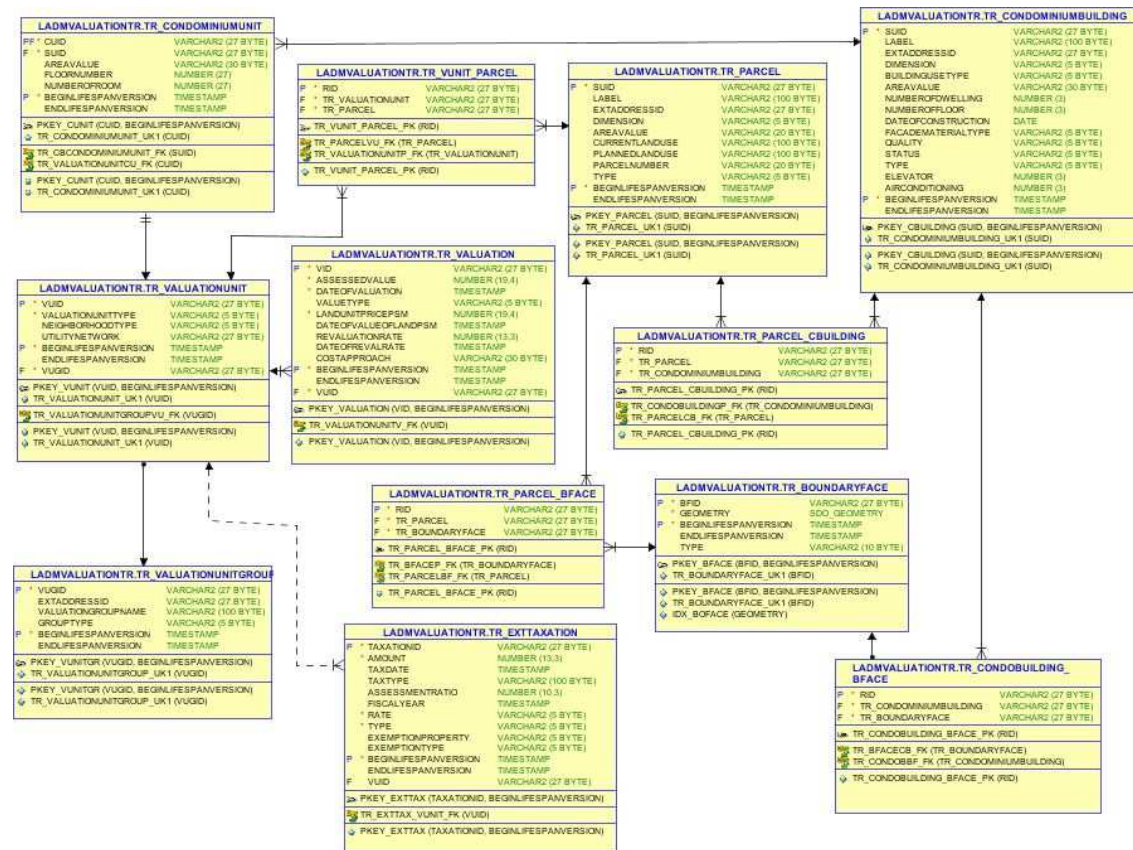 LADMVALUATIONTR.TR_CONDOMINIUMUNIT
PF * CUID VARCHAR2 (27 BYTE)
F * SUID VARCHAR2 (27 BYTE)
AREAVALUE VARCHAR2 (30 BYTE)
FLOORNUMBER NUMBER (27)
NUMBEROFROOM NUMBER (27)
P * BEGINLIFESPANVERSION TIMESTAMP
ENDLIFESPANVERSION TIMESTAMP
PKEY_CUNIT (CUID, BEGINLIFESPANVERSION)
TR_CONDOMINIUMUNIT_UK1 (CUID)
TR_CBCONDOMINIUMUNIT_FK (SUID)
TR_VALUATIONUNITCU_FK (CUID)
PKEY_CUNIT (CUID, BEGINLIFESPANVERSION)
TR_CONDOMINIUMUNIT_UK1 (CUID)
LADMVALUATIONTR.TR_VUNIT_PARCEL
P * RID VARCHAR2 (27 BYTE)
F * TR_VALUATIONUNIT VARCHAR2 (27 BYTE)
F * TR_PARCEL VARCHAR2 (27 BYTE)
TR_VUNIT_PARCEL_PK (RID)
TR_PARCELVU_FK (TR_PARCEL)
TR_VALUATIONUNITP_FK (TR_VALUATIONUNIT)
TR_VUNIT_PARCEL_PK (RID)
LADMVALUATIONTR.TR_PARCEL
P * SUID VARCHAR2 (27 BYTE)
LABEL VARCHAR2 (100 BYTE)
EXTADDRESSID VARCHAR2 (27 BYTE)
DIMENSION VARCHAR2 (5 BYTE)
AREAVALUE VARCHAR2 (20 BYTE)
CURRENTLANDUSE VARCHAR2 (100 BYTE)
PLANNEDLANDUSE VARCHAR2 (100 BYTE)
PARCELNUMBER VARCHAR2 (20 BYTE)
TYPE VARCHAR2 (5 BYTE)
P * BEGINLIFESPANVERSION TIMESTAMP
ENDLIFESPANVERSION TIMESTAMP
PKEY_PARCEL (SUID, BEGINLIFESPANVERSION)
TR_PARCEL_UK1 (SUID)
PKEY_PARCEL (SUID, BEGINLIFESPANVERSION)
TR_PARCEL_UK1 (SUID)
LADMVALUATIONTR.TR_CONDOMINIUMBUILDING
P * SUID VARCHAR2 (27 BYTE)
LABEL VARCHAR2 (100 BYTE)
EXTADDRESSID VARCHAR2 (27 BYTE)
DIMENSION VARCHAR2 (5 BYTE)
BUILDINGUSETYPE VARCHAR2 (5 BYTE)
AREAVALUE VARCHAR2 (30 BYTE)
NUMBEROFDWELLING NUMBER (3)
NUMBEROFFLOOR NUMBER (3)
DATEOFCONSTRUCTION DATE
FACADEMATERIALTYPE VARCHAR2 (5 BYTE)
QUALITY VARCHAR2 (5 BYTE)
STATUS VARCHAR2 (5 BYTE)
TYPE VARCHAR2 (5 BYTE)
ELEVATOR NUMBER (3)
AIRCONDITIONING NUMBER (3)
P * BEGINLIFESPANVERSION TIMESTAMP
ENDLIFESPANVERSION TIMESTAMP
PKEY_CBUILDING (SUID, BEGINLIFESPANVERSION)
TR_CONDOMINIUMBUILDING_UK1 (SUID)
PKEY_CBUILDING (SUID, BEGINLIFESPANVERSION)
TR_CONDOMINIUMBUILDING_UK1 (SUID)
LADMVALUATIONTR.TR_VALUATIONUNIT
P * VUID VARCHAR2 (27 BYTE)
* VALUATIONUNITTYPE VARCHAR2 (5 BYTE)
NEIGHBORHOODTYPE VARCHAR2 (5 BYTE)
UTILITYNETWORK VARCHAR2 (27 BYTE)
P * BEGINLIFESPANVERSION TIMESTAMP
ENDLIFESPANVERSION TIMESTAMP
F * VUGID VARCHAR2 (27 BYTE)
PKEY_VUNIT (VUID, BEGINLIFESPANVERSION)
TR_VALUATIONUNIT_UK1 (VUID)
TR_VALUATIONUNITGROUPVU_FK (VUGID)
PKEY_VUNIT (VUID, BEGINLIFESPANVERSION)
TR_VALUATIONUNIT_UK1 (VUID)
LADMVALUATIONTR.TR_VALUATION
P * VID VARCHAR2 (27 BYTE)
* ASSESSEDVALUE NUMBER (19,4)
* DATEOFVALUATION TIMESTAMP
VALUETYPE VARCHAR2 (5 BYTE)
* LANDUNITPRICEPSM NUMBER (19,4)
DATEOFVALUEOFLANDPSM TIMESTAMP
REVALUATIONRATE NUMBER (13,3)
DATEOFREVALRATE TIMESTAMP
COSTAPPROACH VARCHAR2 (30 BYTE)
P * BEGINLIFESPANVERSION TIMESTAMP
ENDLIFESPANVERSION TIMESTAMP
F * VUID VARCHAR2 (27 BYTE)
PKEY_VALUATION (VID, BEGINLIFESPANVERSION)
TR_VALUATIONUNITV_FK (VUID)
PKEY_VALUATION (VID, BEGINLIFESPANVERSION)
LADMVALUATIONTR.TR_PARCEL_CBUILDING
P * RID VARCHAR2 (27 BYTE)
F * TR_PARCEL VARCHAR2 (27 BYTE)
F * TR_CONDOMINIUMBUILDING VARCHAR2 (27 BYTE)
TR_PARCEL_CBUILDING_PK (RID)
TR_CONDOBUILDINGP_FK (TR_CONDOMINIUMBUILDING)
TR_PARCELCB_FK (TR_PARCEL)
TR_PARCEL_CBUILDING_PK (RID)
LADMVALUATIONTR.TR_PARCEL_BFACE
P * RID VARCHAR2 (27 BYTE)
F * TR_PARCEL VARCHAR2 (27 BYTE)
F * TR_BOUNDARYFACE VARCHAR2 (27 BYTE)
TR_PARCEL_BFACE_PK (RID)
TR_BFACEP_FK (TR_BOUNDARYFACE)
TR_PARCELBF_FK (TR_PARCEL)
TR_PARCEL_BFACE_PK (RID)
LADMVALUATIONTR.TR_BOUNDARYFACE
P * BFID VARCHAR2 (27 BYTE)
* GEOMETRY SDO_GEOMETRY
P * BEGINLIFESPANVERSION TIMESTAMP
ENDLIFESPANVERSION TIMESTAMP
TYPE VARCHAR2 (10 BYTE)
PKEY_BFACE (BFID, BEGINLIFESPANVERSION)
TR_BOUNDARYFACE_UK1 (BFID)
PKEY_BFACE (BFID, BEGINLIFESPANVERSION)
TR_BOUNDARYFACE_UK1 (BFID)
IDX_BOFACE (GEOMETRY)
LADMVALUATIONTR.TR_VALUATIONUNITGROUP
P * VUGID VARCHAR2 (27 BYTE)
EXTADDRESSID VARCHAR2 (27 BYTE)
VALUATIONGROUPNAME VARCHAR2 (100 BYTE)
GROUPTYPE VARCHAR2 (5 BYTE)
P * BEGINLIFESPANVERSION TIMESTAMP
ENDLIFESPANVERSION TIMESTAMP
PKEY_VUNITGR (VUGID, BEGINLIFESPANVERSION)
TR_VALUATIONUNITGROUP_UK1 (VUGID)
PKEY_VUNITGR (VUGID, BEGINLIFESPANVERSION)
TR_VALUATIONUNITGROUP_UK1 (VUGID)
LADMVALUATIONTR.TR_EXTTAXATION
P * TAXATIONID VARCHAR2 (27 BYTE)
* AMOUNT NUMBER (13,3)
TAXDATE TIMESTAMP
TAXTYPE VARCHAR2 (100 BYTE)
ASSESSMENTRATIO NUMBER (10,3)
FISCALYEAR TIMESTAMP
* RATE VARCHAR2 (5 BYTE)
* TYPE VARCHAR2 (5 BYTE)
EXEMPTIONPROPERTY VARCHAR2 (5 BYTE)
EXEMPTIONTYPE VARCHAR2 (5 BYTE)
P * BEGINLIFESPANVERSION TIMESTAMP
ENDLIFESPANVERSION TIMESTAMP
F VUID VARCHAR2 (27 BYTE)
PKEY_EXTTAX (TAXATIONID, BEGINLIFESPANVERSION)
TR_EXTTAX_VUNIT_FK (VUID)
PKEY_EXTTAX (TAXATIONID, BEGINLIFESPANVERSION)
LADMVALUATIONTR.TR_CONDOBUILDING_
BFACE
P * RID VARCHAR2 (27 BYTE)
F * TR_CONDOMINIUMBUILDING VARCHAR2 (27 BYTE)
F * TR_BOUNDARYFACE VARCHAR2 (27 BYTE)
TR_CONDOBUILDING_BFACE_PK (RID)
TR_BFACECB_FK (TR_BOUNDARYFACE)
TR_CONDOBBF_FK (TR_CONDOMINIUMBUILDING)
TR_CONDOBUILDING_BFACE_PK (RID)